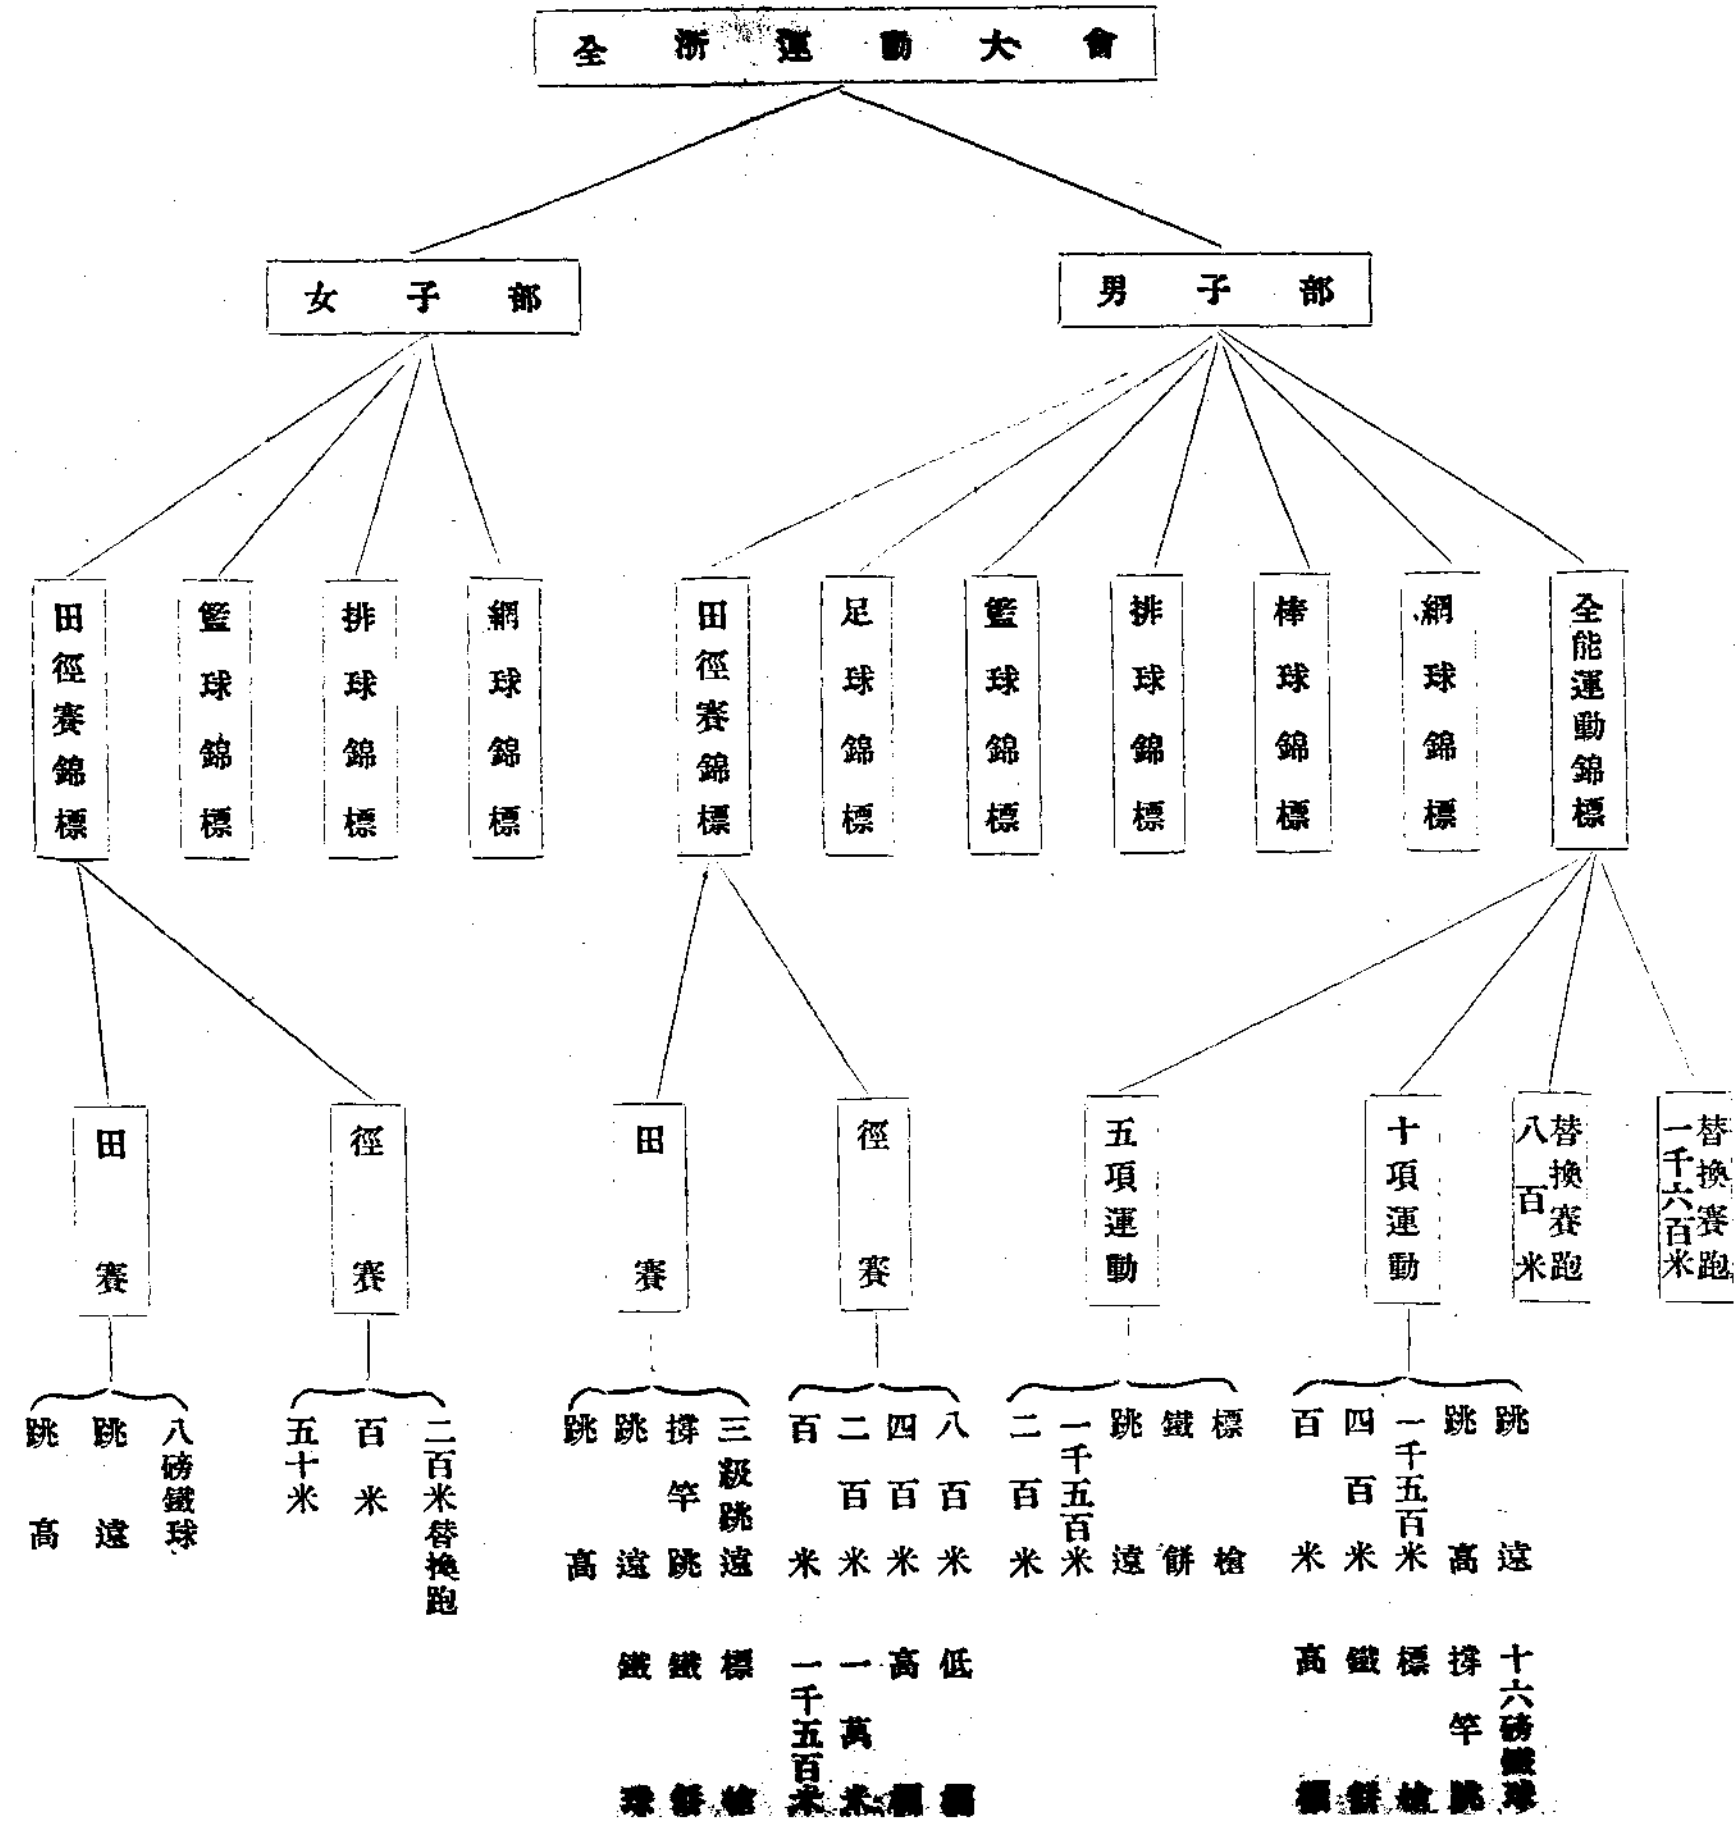 全浙運動大會
女子部
男子部
田徑賽錦標
籃球錦標
排球錦標
網球錦標
田徑賽錦標
足球錦標
籃球錦標
排球錦標
棒球錦標
網球錦標
全能運動錦標
田賽
徑賽
田賽
徑賽
五項運動
十項運動
八百米
替換賽跑
一千六百米
替換賽跑
跳高
跳遠
八磅鐵球
五十米
百米
二百米替換跑
跳高
跳遠
撐竿跳
三級跳遠
鐵球
鐵餅
標槍
百米
二百米
四百米
八百米
一千五百米
一萬米
高欄
低欄
二百米
一千五百米
跳遠
鐵餅
標槍
百米
四百米
一千五百米
跳高
跳遠
高欄
鐵餅
標槍
撐竿跳
十六磅鐵球